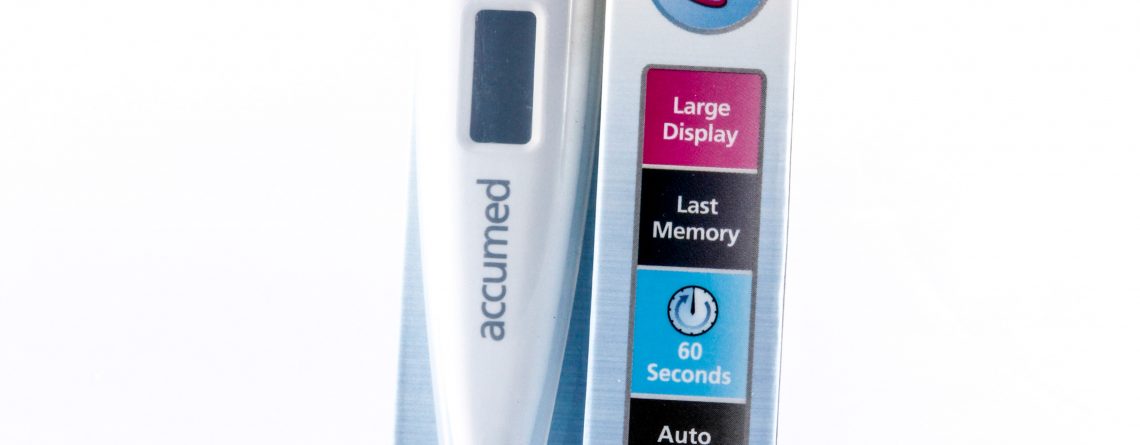 accumed
Large
Display
Last
Memory
60
Seconds
Auto